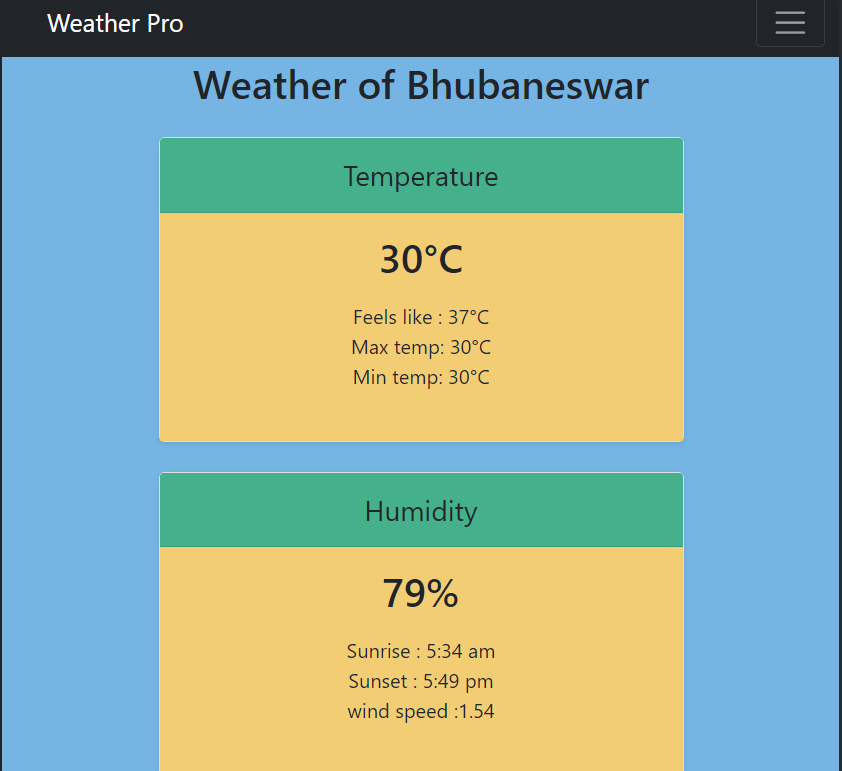 Weather Pro
Weather of Bhubaneswar
Temperature
30°C
Feels like : 37°C
Max temp: 30°C
Min temp: 30°C
Humidity
79%
Sunrise : 5:34 am
Sunset : 5:49 pm
wind speed :1.54